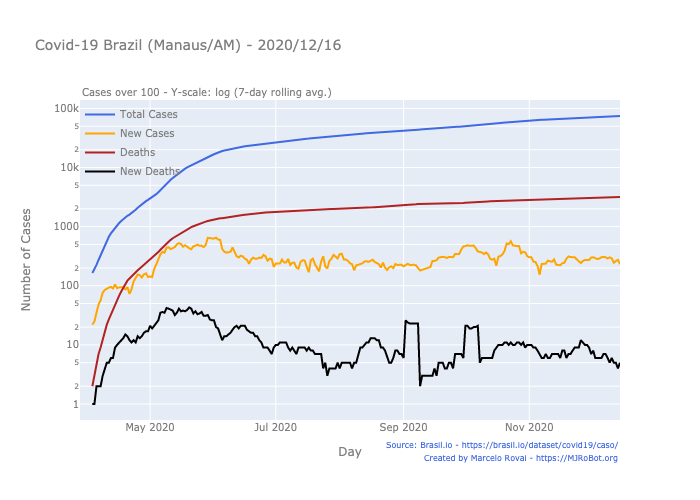 Covid-19 Brazil (Manaus/AM) - 2020/12/16
Cases over 100 - Y-scale: log (7-day rolling avg.)
Total Cases
New Cases
Deaths
New Deaths
100k
5
2
10k
5
2
1000
5
2
100
5
2
10
5
2
1
Number of Cases
May 2020
Jul 2020
Sep 2020
Nov 2020
Day
Source: Brasil.io - https://brasil.io/dataset/covid19/caso/
Created by Marcelo Rovai - https://MJRoBot.org